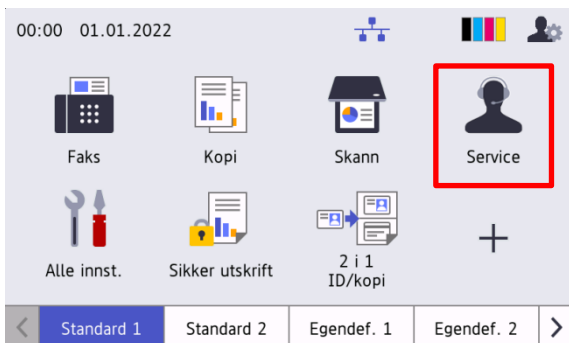 00:00 01.01.2022
Faks
Kopi
Skann
Service
Alle innst.
Sikker utskrift
2 i 1
ID/kopi
Standard 1
Standard 2
Egendef. 1
Egendef. 2